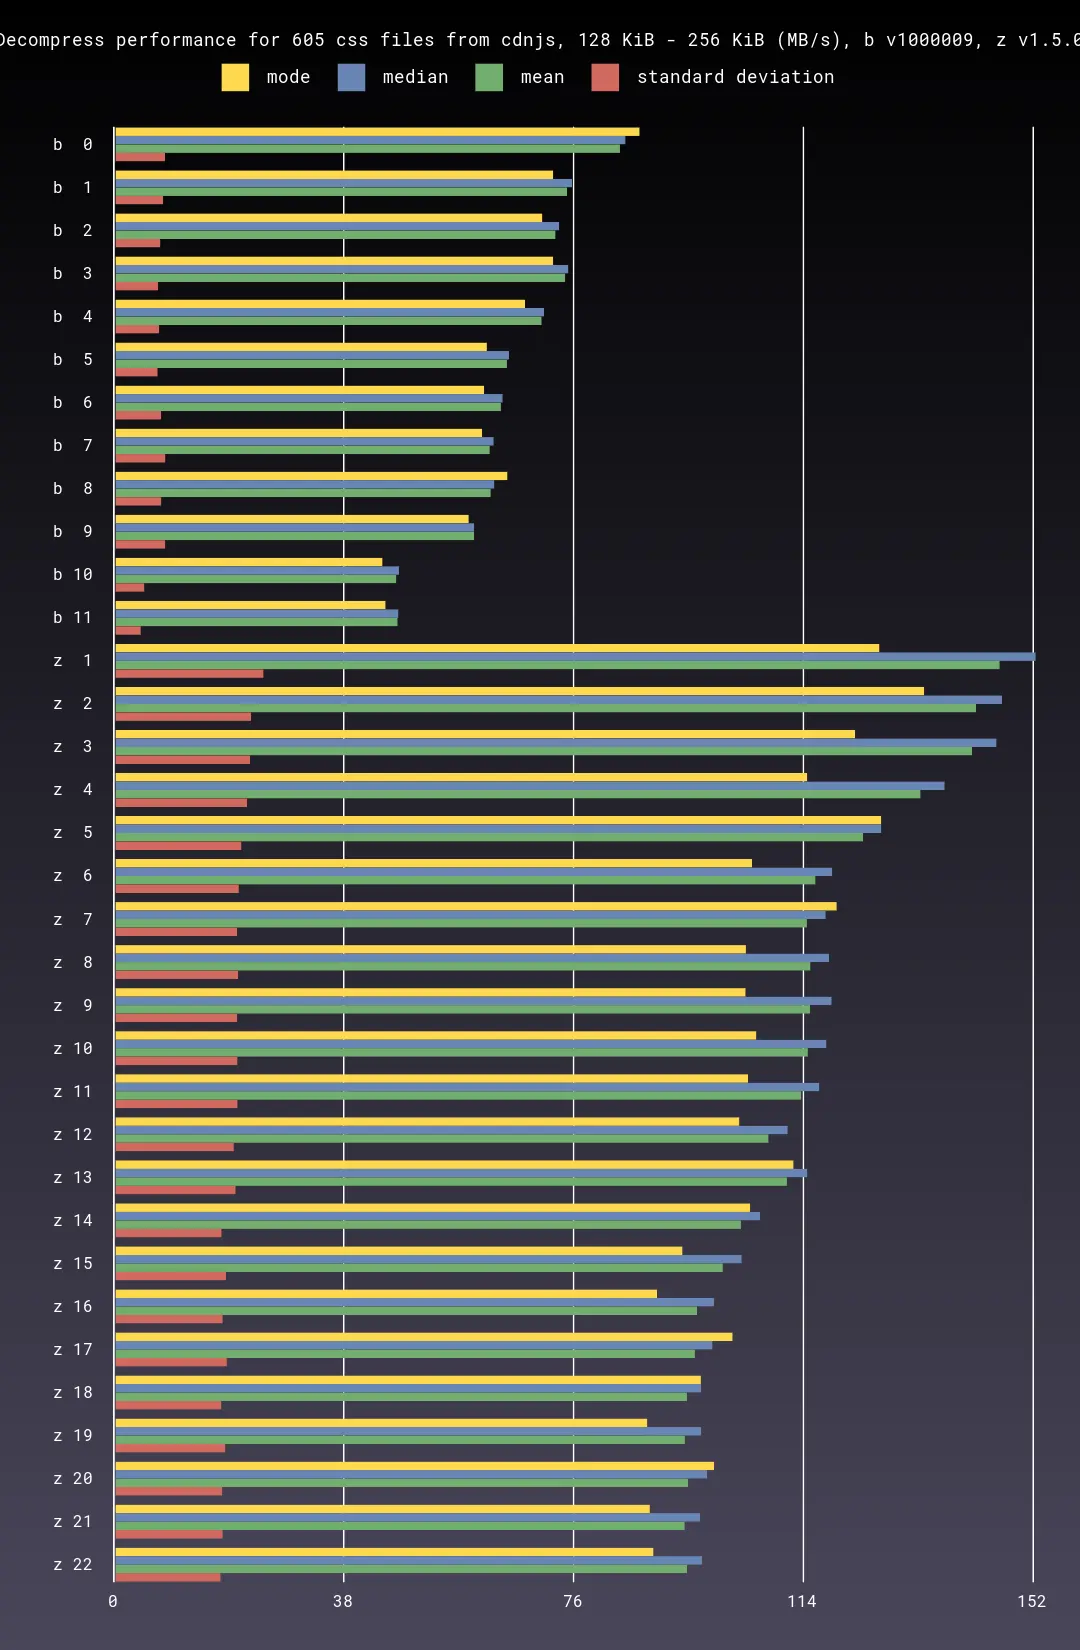 Decompress performance for 605 css files from cdnjs, 128 KiB - 256 KiB (MB/s), b v1000009, z v1.5.0
mode median mean standard deviation
b 0
b 1
b 2
b 3
b 4
b 5
b 6
b 7
b 8
b 9
b 10
b 11
z 1
z 2
z 3
z 4
z 5
z 6
z 7
z 8
z 9
z 10
z 11
z 12
z 13
z 14
z 15
z 16
z 17
z 18
z 19
z 20
z 21
z 22
0 38 76 114 152